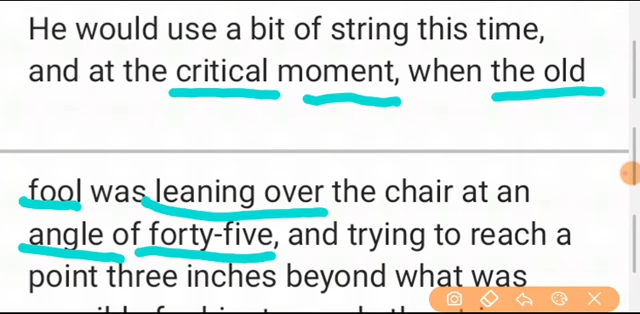 He would use a bit of string this time,
and at the critical moment, when the old
fool was leaning over the chair at an
angle of forty-five, and trying to reach a
point three inches beyond what was